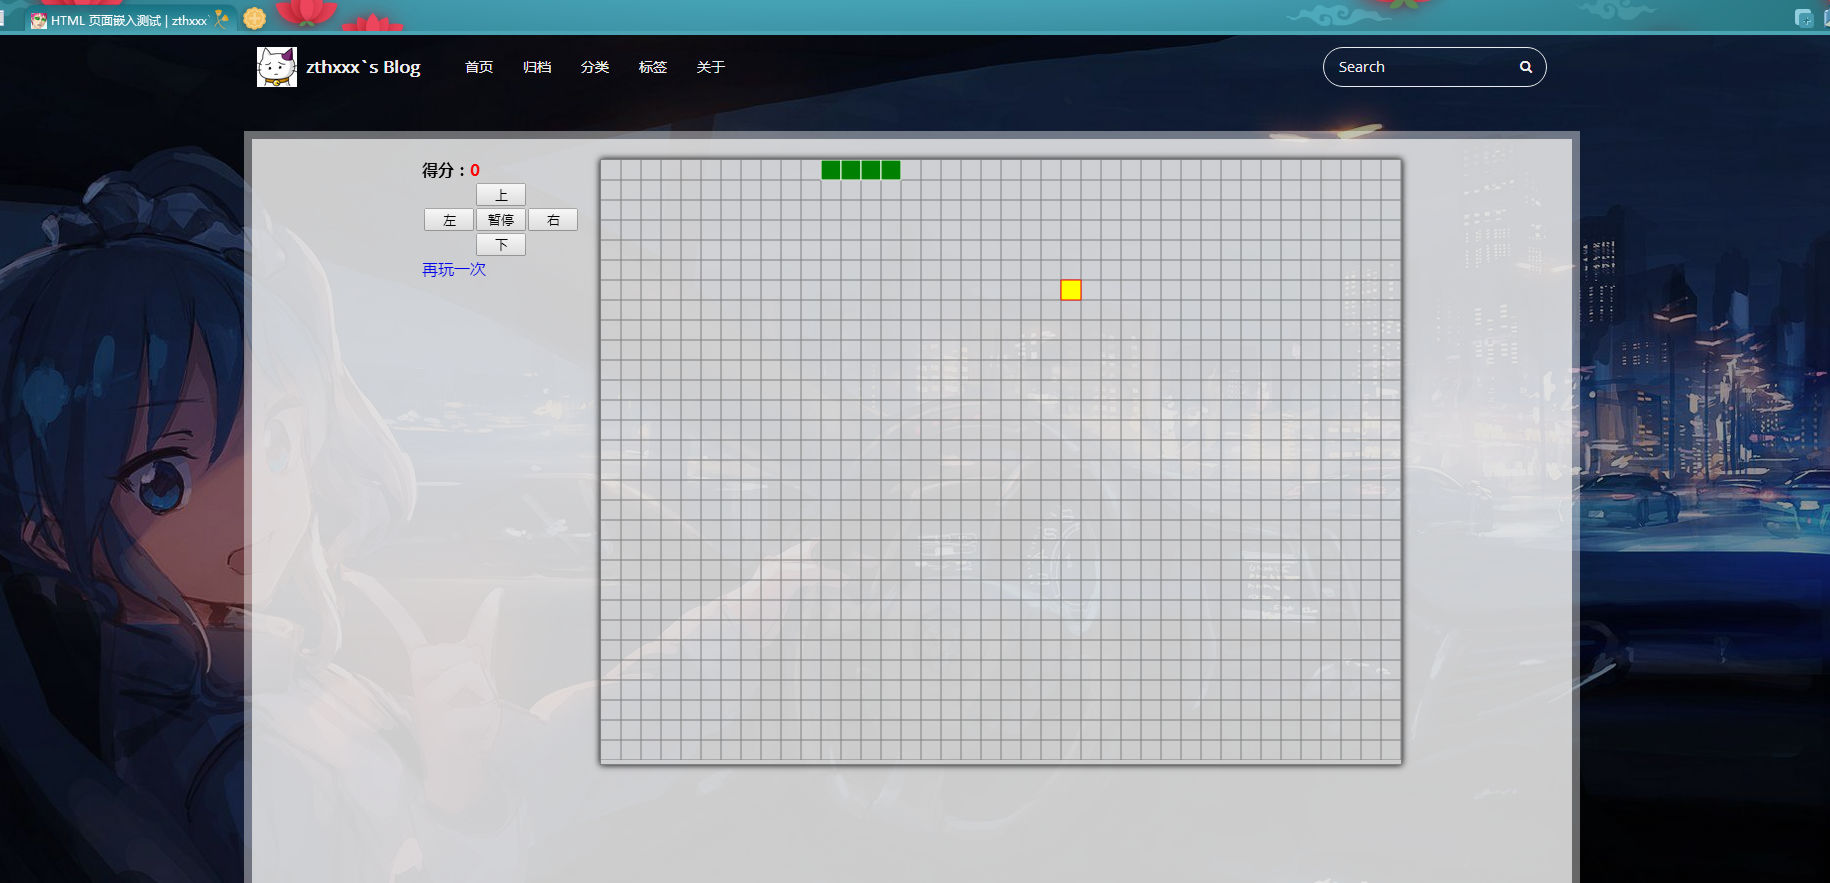 HTML 页面嵌入测试 | zthxxx`
zthxxx`s Blog
首页 归档 分类 标签 关于
Search
得分：0
上
左 暂停 右
下
再玩一次